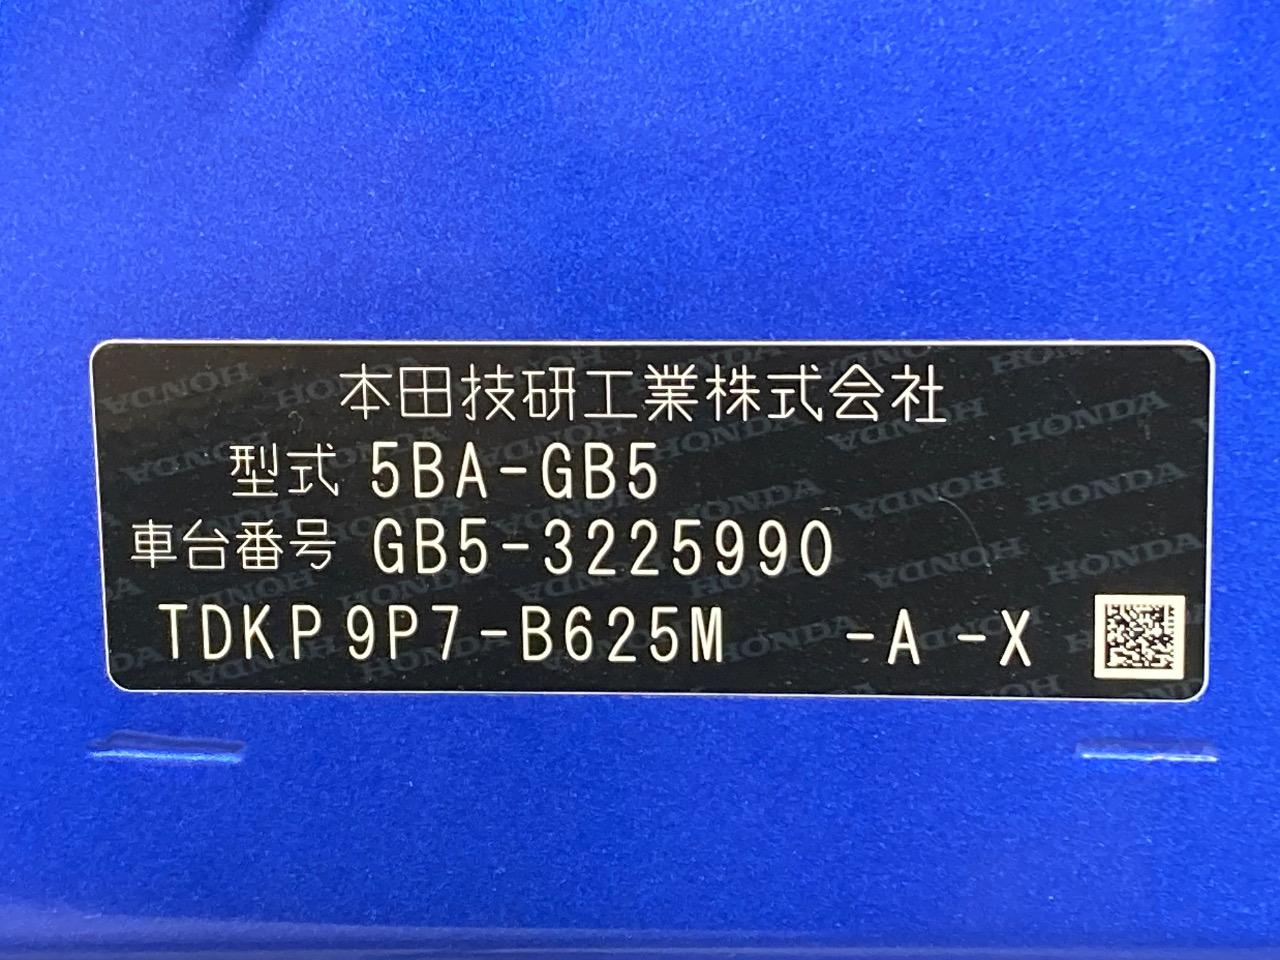 本田技研工業株式会社
型式 5BA-GB5
車台番号 GB5-3225990
TDKP9P7-B625M -A -X